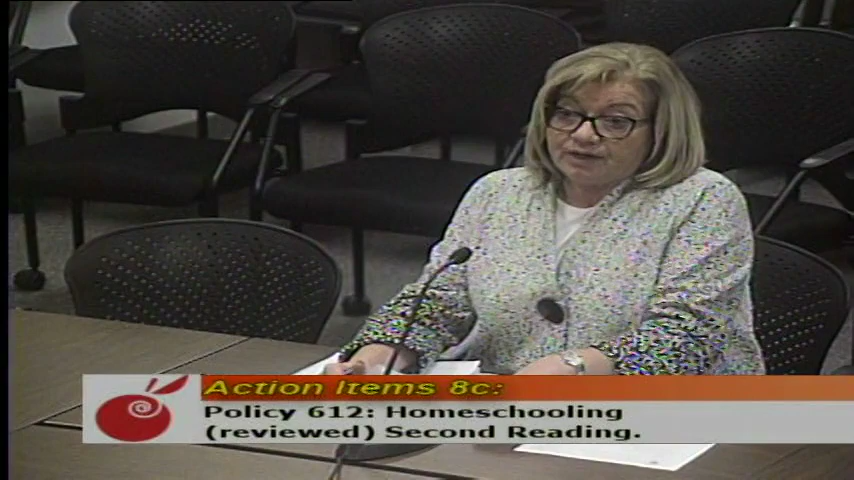 Action Items 8c:
Policy 612: Homeschooling
(reviewed) Second Reading.